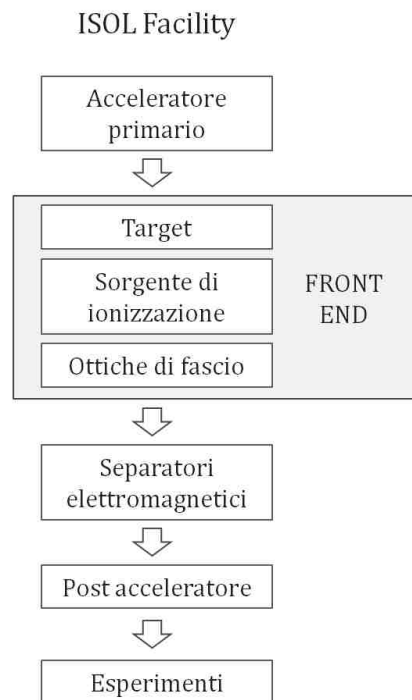 ISOL Facility
Acceleratore
primario
Target
Sorgente di
ionizzazione
FRONT
END
Ottiche di fascio
Separatori
elettromagnetici
Post acceleratore
Esperimenti